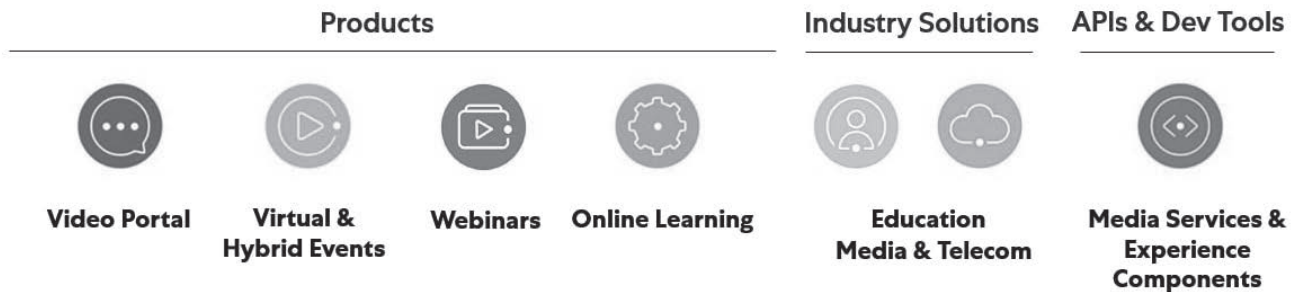 Products
Industry Solutions
APIs & Dev Tools
Video Portal
Virtual &
Hybrid Events
Webinars
Online Learning
Education
Media & Telecom
Media Services &
Experience
Components